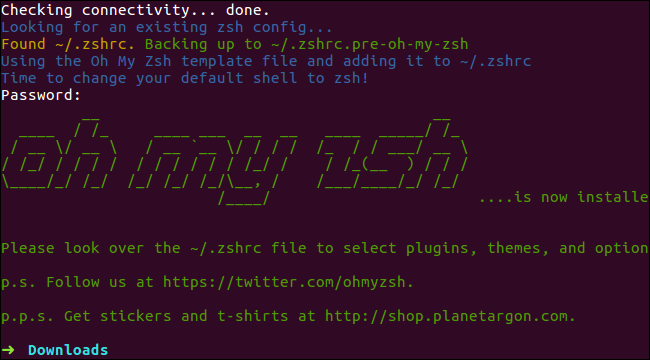 Checking connectivity... done.
Looking for an existing zsh config...
Found ~/.zshrc. Backing up to ~/.zshrc.pre-oh-my-zsh
Using the Oh My Zsh template file and adding it to ~/.zshrc
Time to change your default shell to zsh!
Password:
oh my zsh
....is now installe
Please look over the ~/.zshrc file to select plugins, themes, and option
p.s. Follow us at https://twitter.com/ohmyzsh.
p.p.s. Get stickers and t-shirts at http://shop.planetargon.com.
➜ Downloads